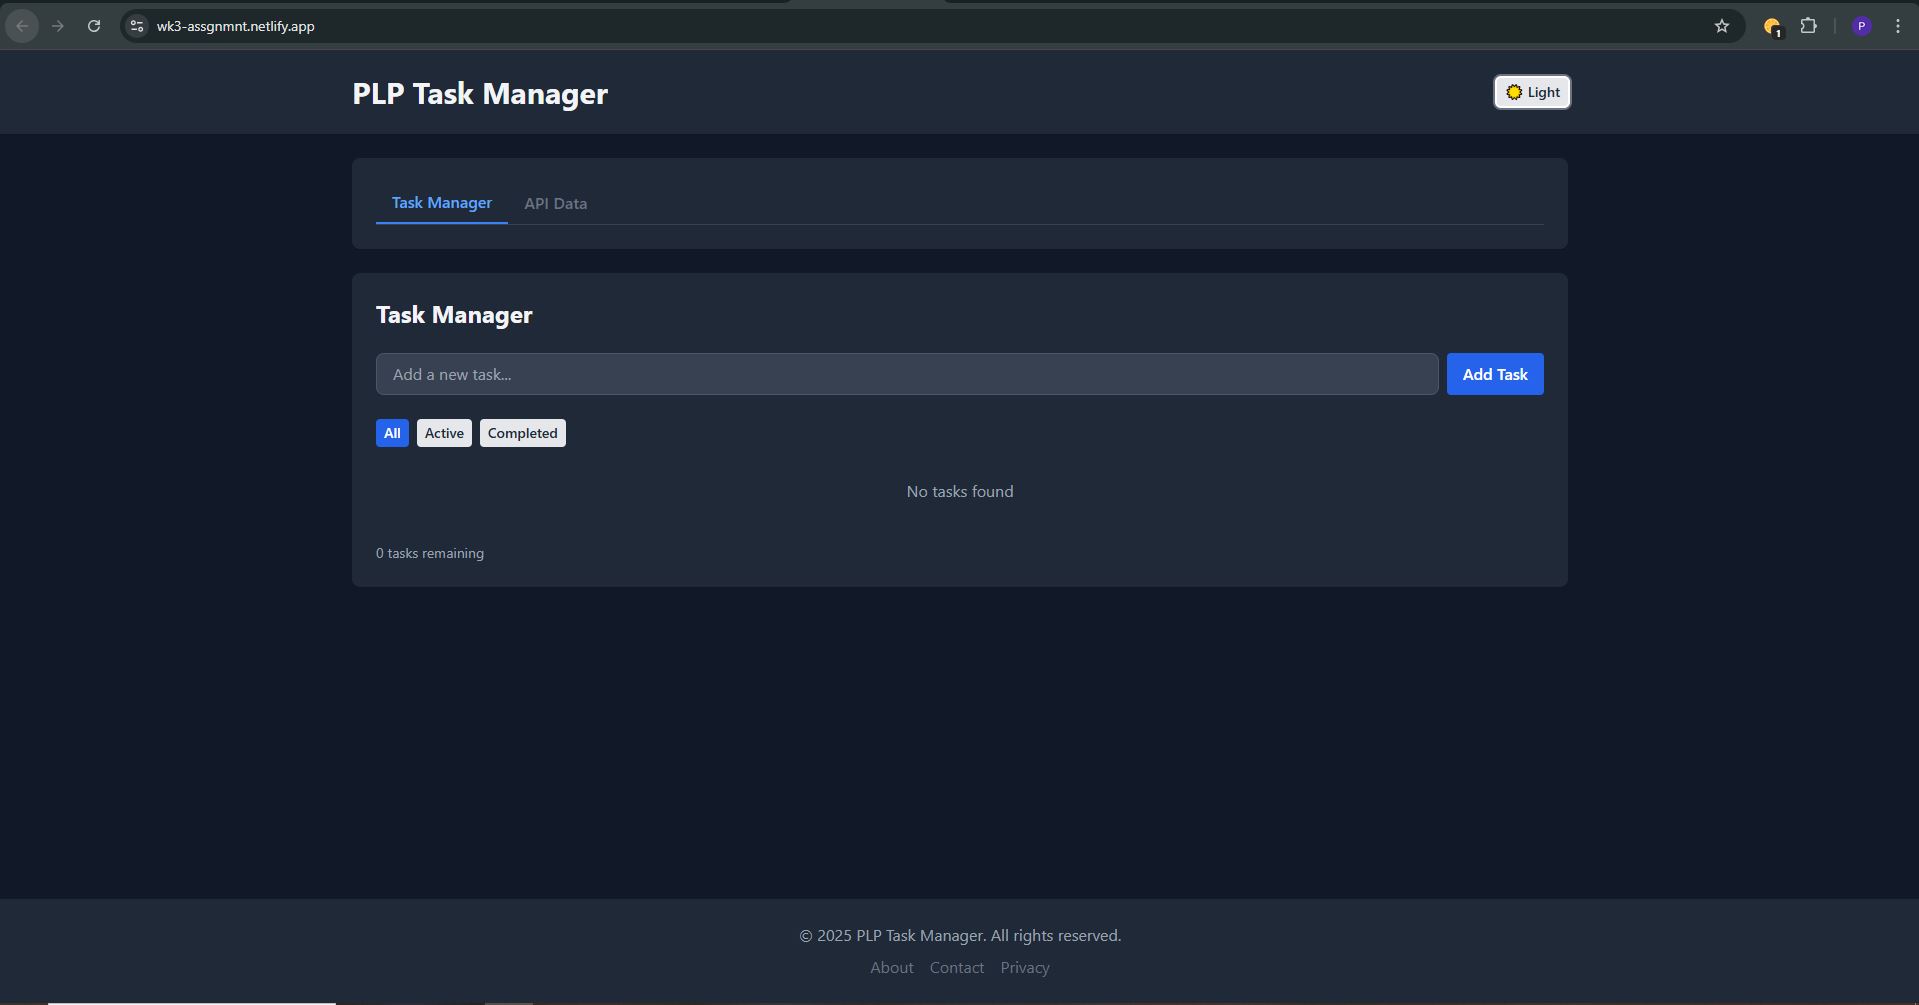 wk3-assgnmnt.netlify.app
1
P
PLP Task Manager
Light
Task Manager API Data
Task Manager
Add a new task...
Add Task
All Active Completed
No tasks found
0 tasks remaining
© 2025 PLP Task Manager. All rights reserved.
About Contact Privacy